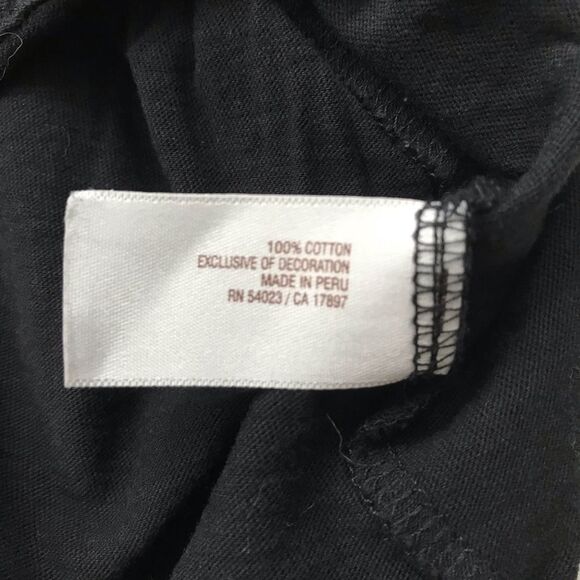 100% COTTON
EXCLUSIVE OF DECORATION
MADE IN PERU
RN 54023 / CA 17897